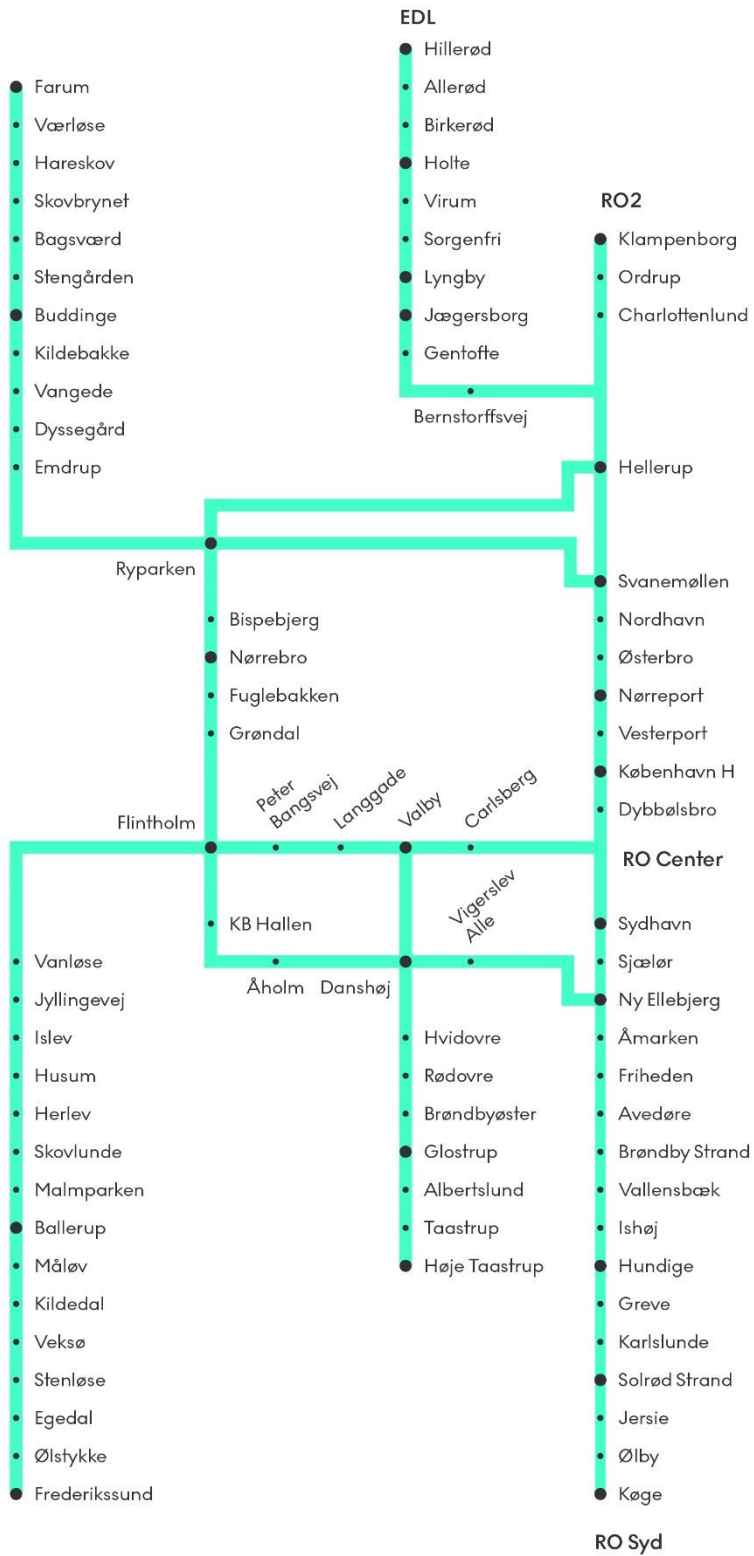 EDL
Hillerød
Allerød
Birkerød
Holte
Virum
Sorgenfri
Lyngby
Jægersborg
Gentofte
Bernstorffsvej
Farum
Værløse
Hareskov
Skovbrynet
Bagsværd
Stengården
Buddinge
Kildebakke
Vangede
Dyssegård
Emdrup
Ryparken
RO2
Klampenborg
Ordrup
Charlottenlund
Hellerup
Svanemøllen
Nordhavn
Østerbro
Nørreport
Vesterport
København H
Dybbølsbro
RO Center
Bispebjerg
Nørrebro
Fuglebakken
Grøndal
Flintholm
Peter
Bangsvej
Langgade
Valby
Carlsberg
KB Hallen
Åholm
Danshøj
Vigerslev
Alle
Sydhavn
Sjælør
Ny Ellebjerg
Åmarken
Friheden
Avedøre
Brøndby Strand
Vallensbæk
Ishøj
Hundige
Greve
Karlslunde
Solrød Strand
Jersie
Ølby
Køge
RO Syd
Hvidovre
Rødovre
Brøndbyøster
Glostrup
Albertslund
Taastrup
Høje Taastrup
Vanløse
Jyllingevej
Islev
Husum
Herlev
Skovlunde
Malmparken
Ballerup
Måløv
Kildedal
Veksø
Stenløse
Egedal
Ølstykke
Frederikssund